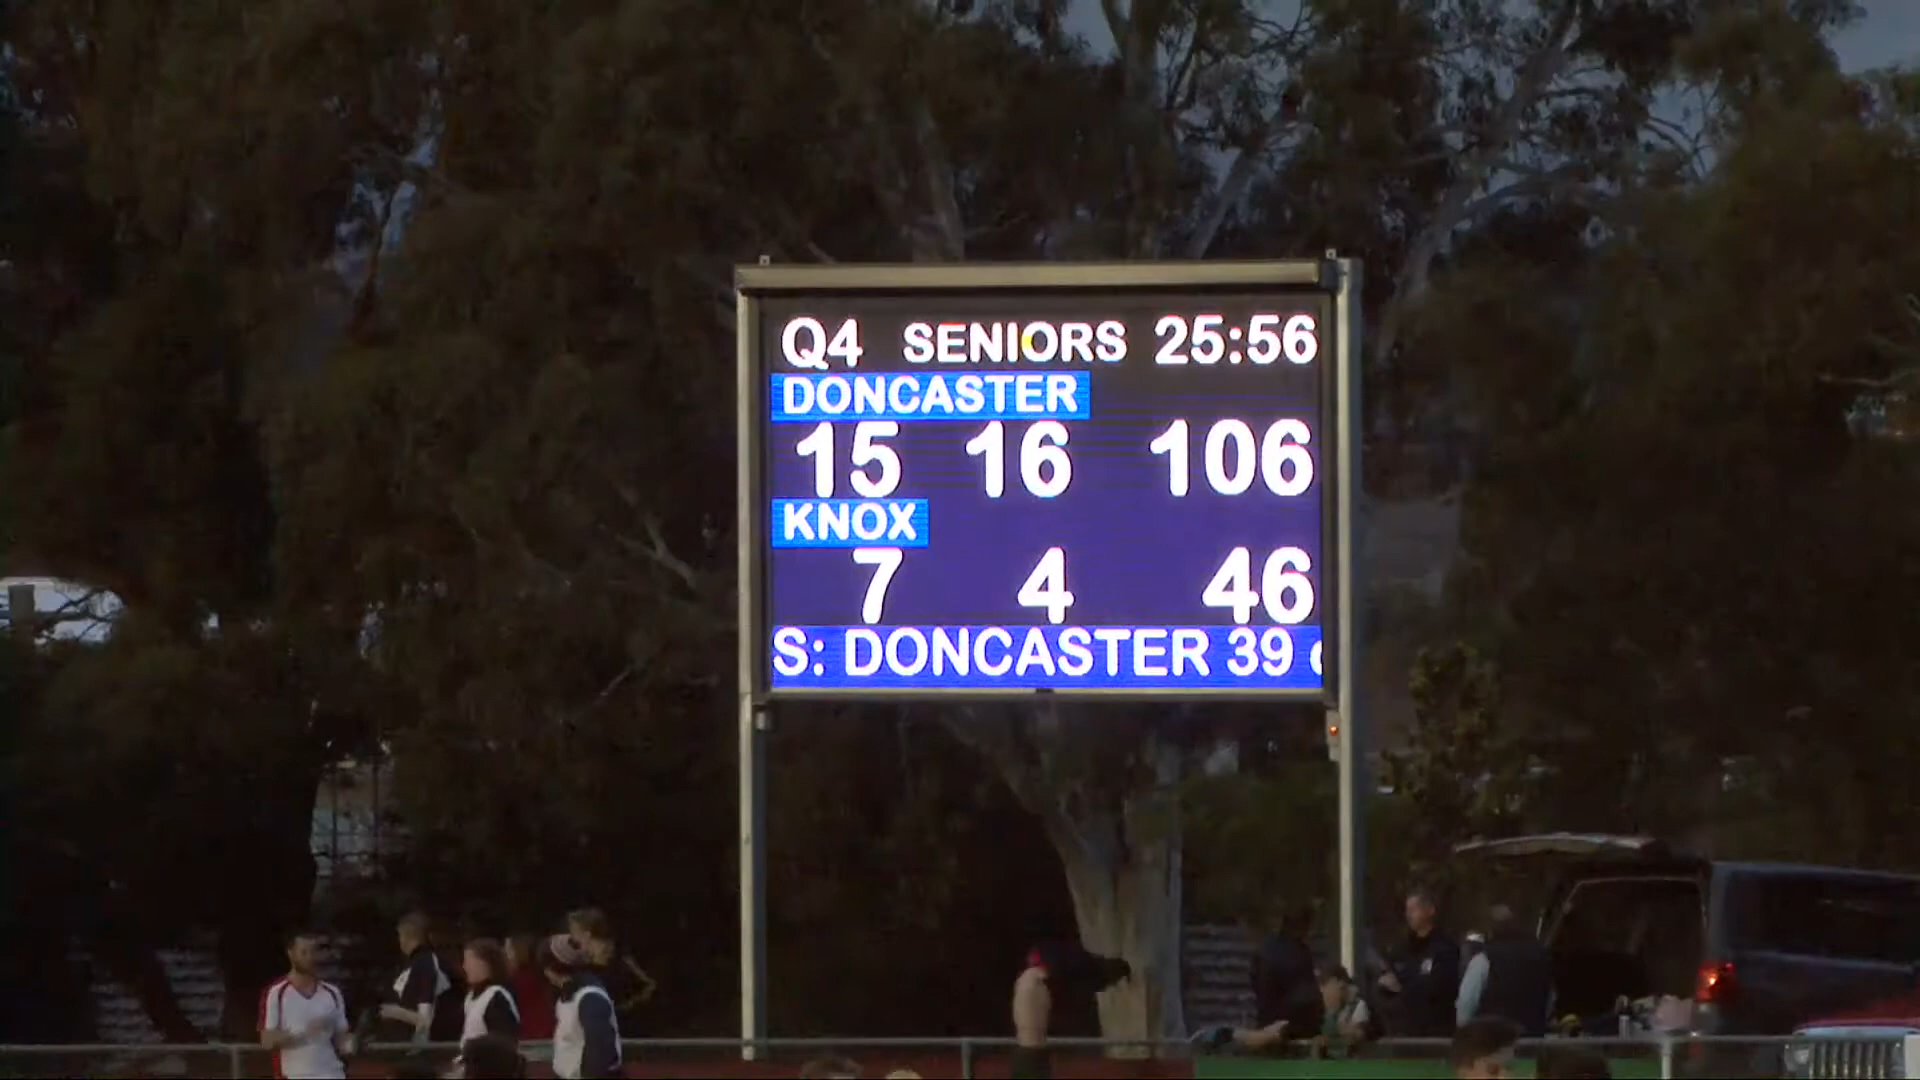 Q4 SENIORS 25:56
DONCASTER
15 16 106
KNOX
7 4 46
S: DONCASTER 39